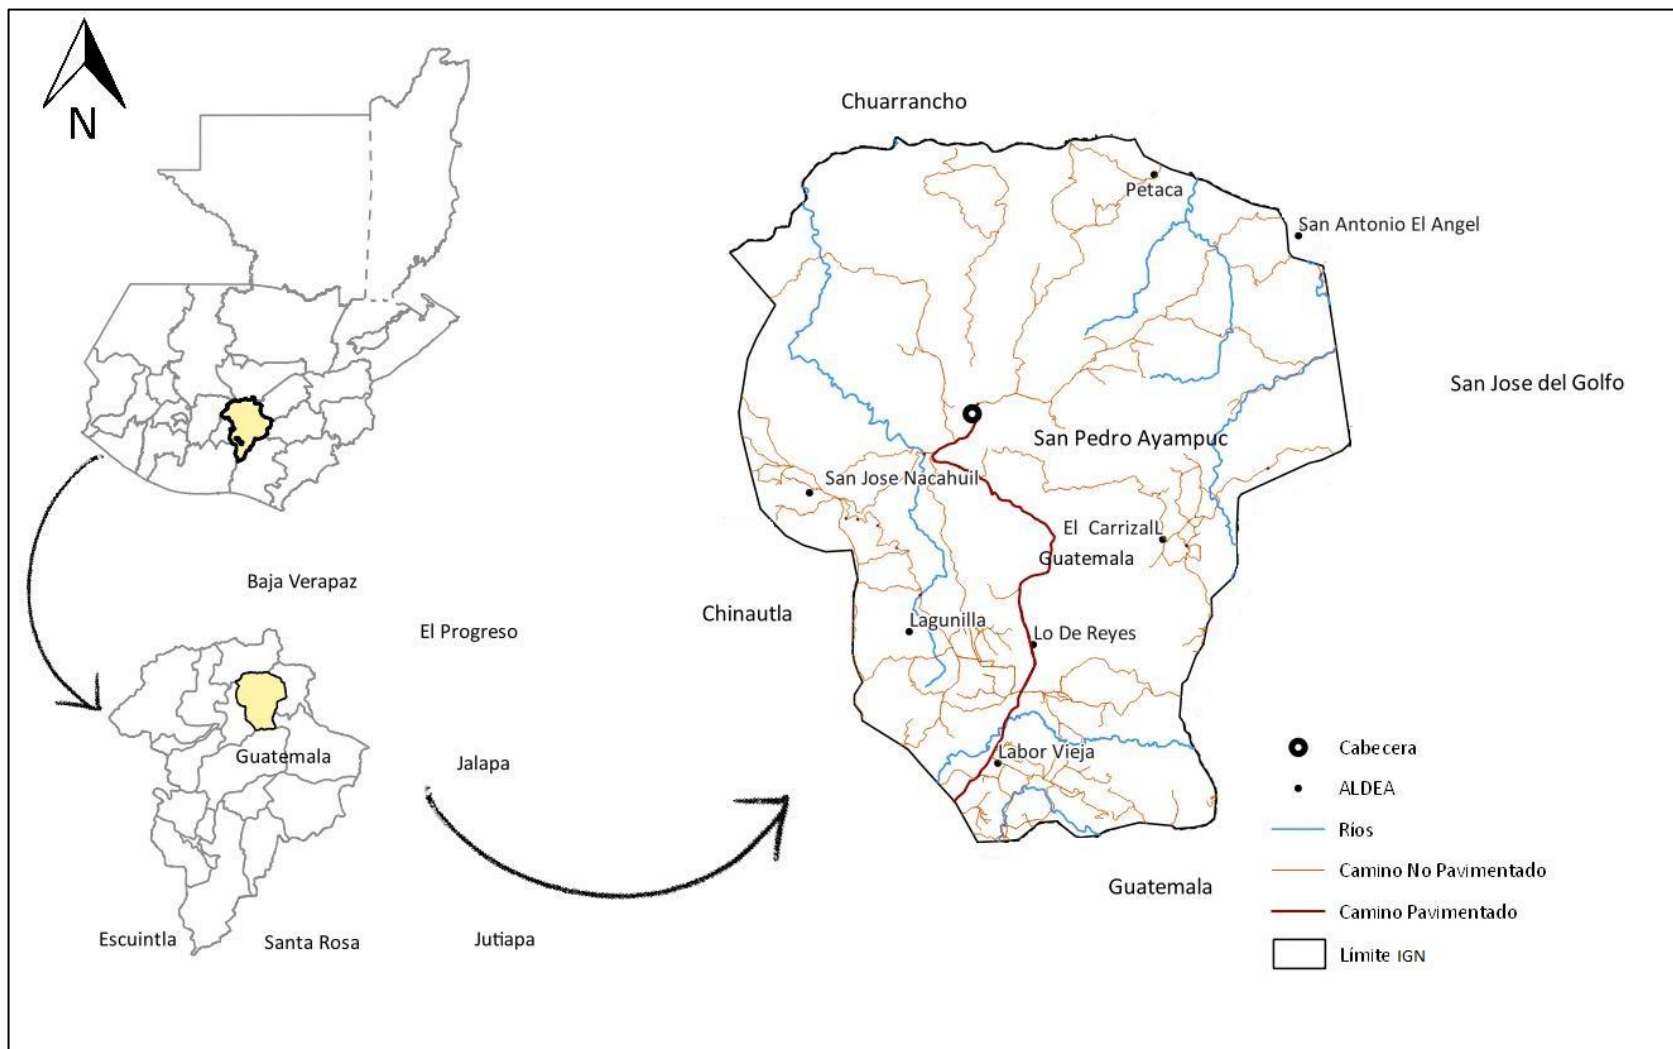 N
Baja Verapaz
El Progreso
Guatemala
Jalapa
Escuintla
Santa Rosa
Jutiapa
Chuarrancho
Petaca
San Antonio El Angel
San Jose del Golfo
San Pedro Ayampuc
San Jose Nacahuil
El CarrizalL
Guatemala
Chinautla
Lagunilla
Lo De Reyes
Labor Vieja
Guatemala
Cabecera
ALDEA
Ríos
Camino No Pavimentado
Camino Pavimentado
Límite IGN